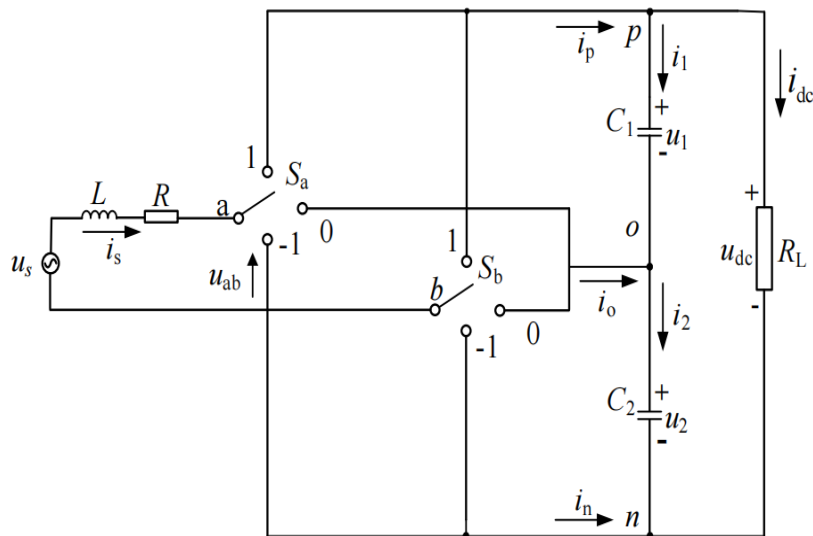 i_p
p
i_1
i_dc
C_1
+
u_1
-
1
S_a
L
R
a
0
-1
i_s
u_s
u_ab
1
S_b
b
0
-1
o
i_o
+
u_dc
R_L
-
i_2
C_2
+
u_2
-
i_n
n